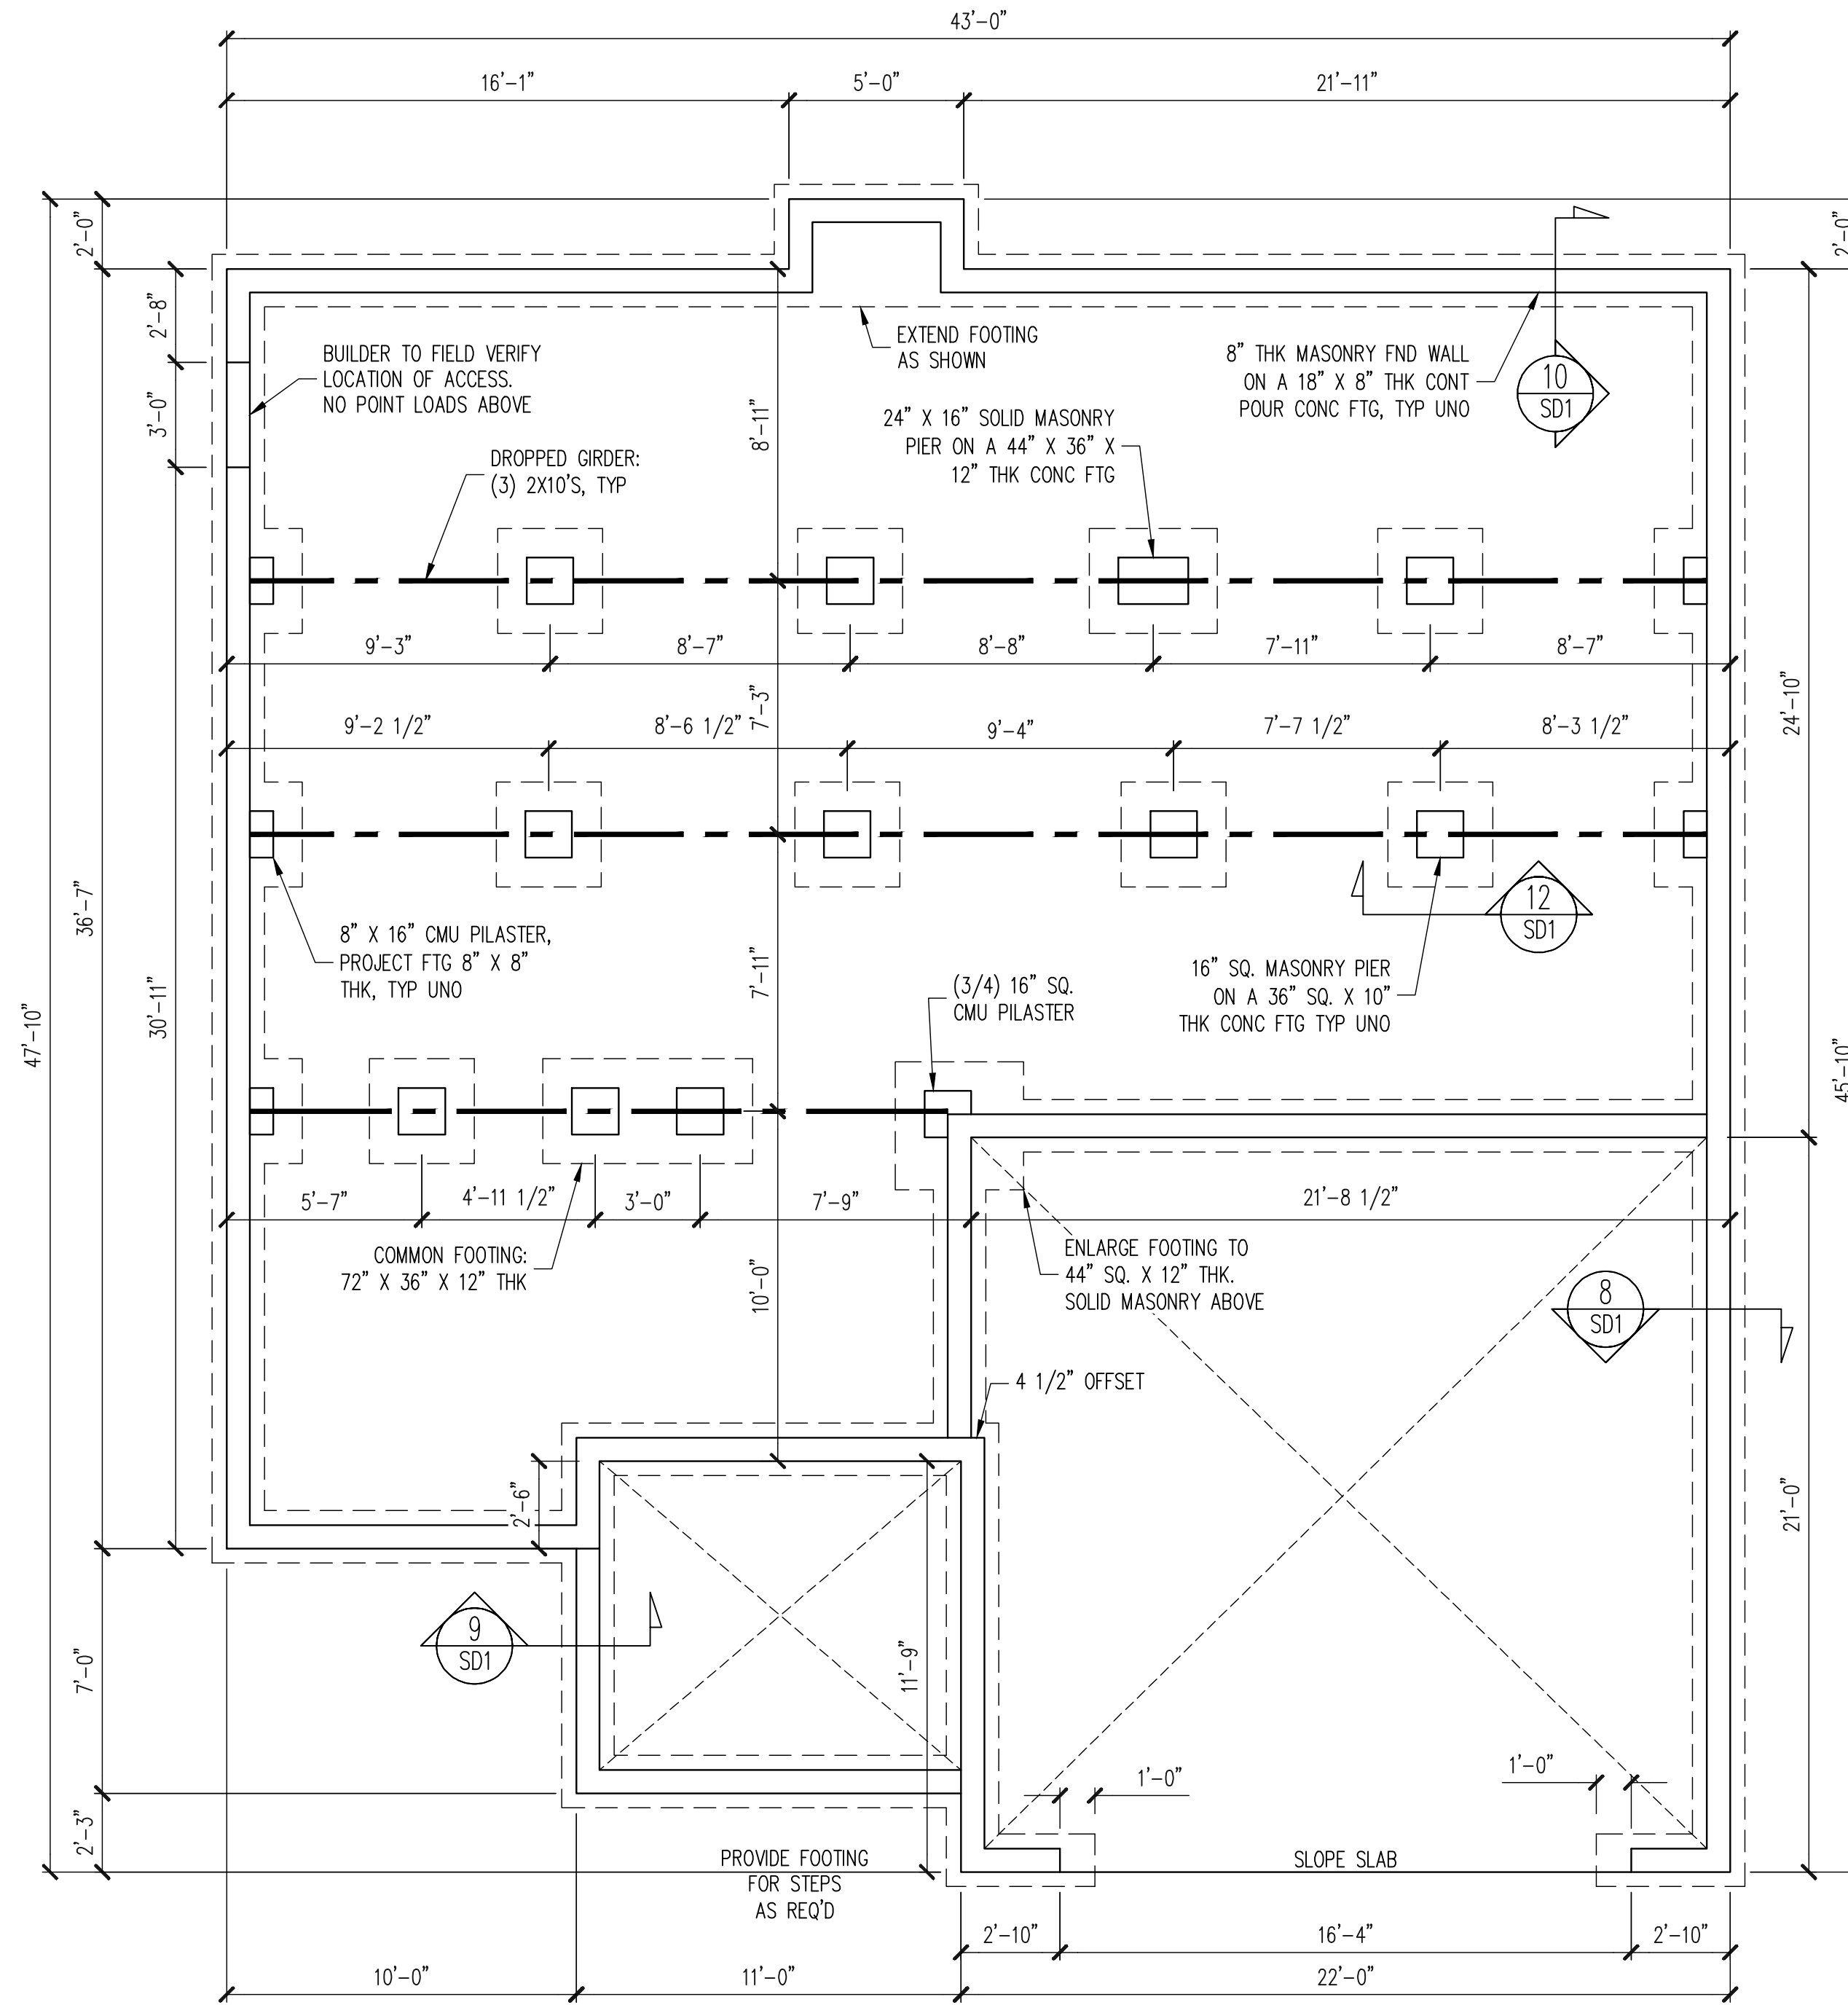 43'-0"
16'-1"
5'-0"
21'-11"
2'-0"
2'-0"
2'-8"
3'-0"
BUILDER TO FIELD VERIFY
LOCATION OF ACCESS.
NO POINT LOADS ABOVE
EXTEND FOOTING
AS SHOWN
8" THK MASONRY FND WALL
ON A 18" X 8" THK CONT
POUR CONC FTG, TYP UNO
10
SD1
8'-11"
24" X 16" SOLID MASONRY
PIER ON A 44" X 36" X
12" THK CONC FTG
DROPPED GIRDER:
(3) 2X10'S, TYP
9'-3"
8'-7"
8'-8"
7'-11"
8'-7"
7'-3"
24'-10"
9'-2 1/2"
8'-6 1/2"
9'-4"
7'-7 1/2"
8'-3 1/2"
36'-7"
12
SD1
8" X 16" CMU PILASTER,
PROJECT FTG 8" X 8"
THK, TYP UNO
7'-11"
(3/4) 16" SQ.
CMU PILASTER
16" SQ. MASONRY PIER
ON A 36" SQ. X 10"
THK CONC FTG TYP UNO
47'-10"
30'-11"
45'-10"
5'-7"
4'-11 1/2"
3'-0"
7'-9"
21'-8 1/2"
COMMON FOOTING:
72" X 36" X 12" THK
10'-0"
ENLARGE FOOTING TO
44" SQ. X 12" THK.
SOLID MASONRY ABOVE
8
SD1
4 1/2" OFFSET
2'-6"
21'-0"
9
SD1
7'-0"
11'-9"
1'-0"
1'-0"
2'-3"
PROVIDE FOOTING
FOR STEPS
AS REQ'D
SLOPE SLAB
2'-10"
16'-4"
2'-10"
10'-0"
11'-0"
22'-0"